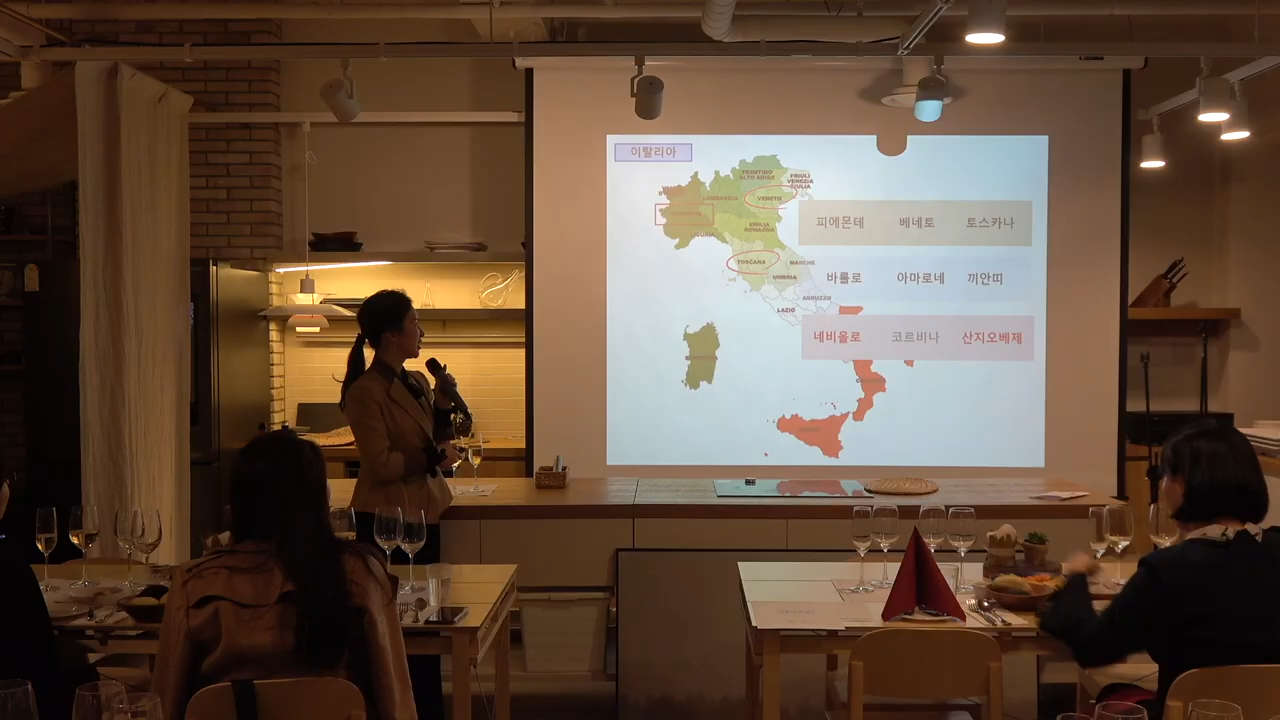 이탈리아
TRENTINO
ALTO ADIGE
FRIULI
VENEZIA
GIULIA
LOMBARDIA
VENETO
EMILIA
ROMAGNA
LIGURIA
TOSCANA
MARCHE
UMBRIA
ABRUZZO
LAZIO
피에몬테 베네토 토스카나
바롤로 아마로네 끼안띠
네비올로 코르비나 산지오베제